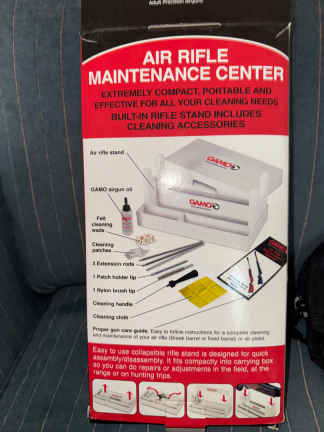 Adult Precision Airguns
AIR RIFLE
MAINTENANCE CENTER
EXTREMELY COMPACT, PORTABLE AND
EFFECTIVE FOR ALL YOUR CLEANING NEEDS
BUILT-IN RIFLE STAND INCLUDES
CLEANING ACCESSORIES
Air rifle stand
GAMO
GAMO
GAMO airgun oil
Felt
cleaning
wads
Cleaning
patches
2 Extension rods
1 Patch holder tip
1 Nylon brush tip
Cleaning handle
Cleaning cloth
Proper gun care guide. Easy to follow instructions for a complete cleaning
and maintenance of your air rifle (break barrel or fixed barrel) or air pistol.
Easy to use collapsible rifle stand is designed for quick
assembly/disassembly. It fits compactly into carrying box
so you can do repairs or adjustments in the field, at the
range or on hunting trips.